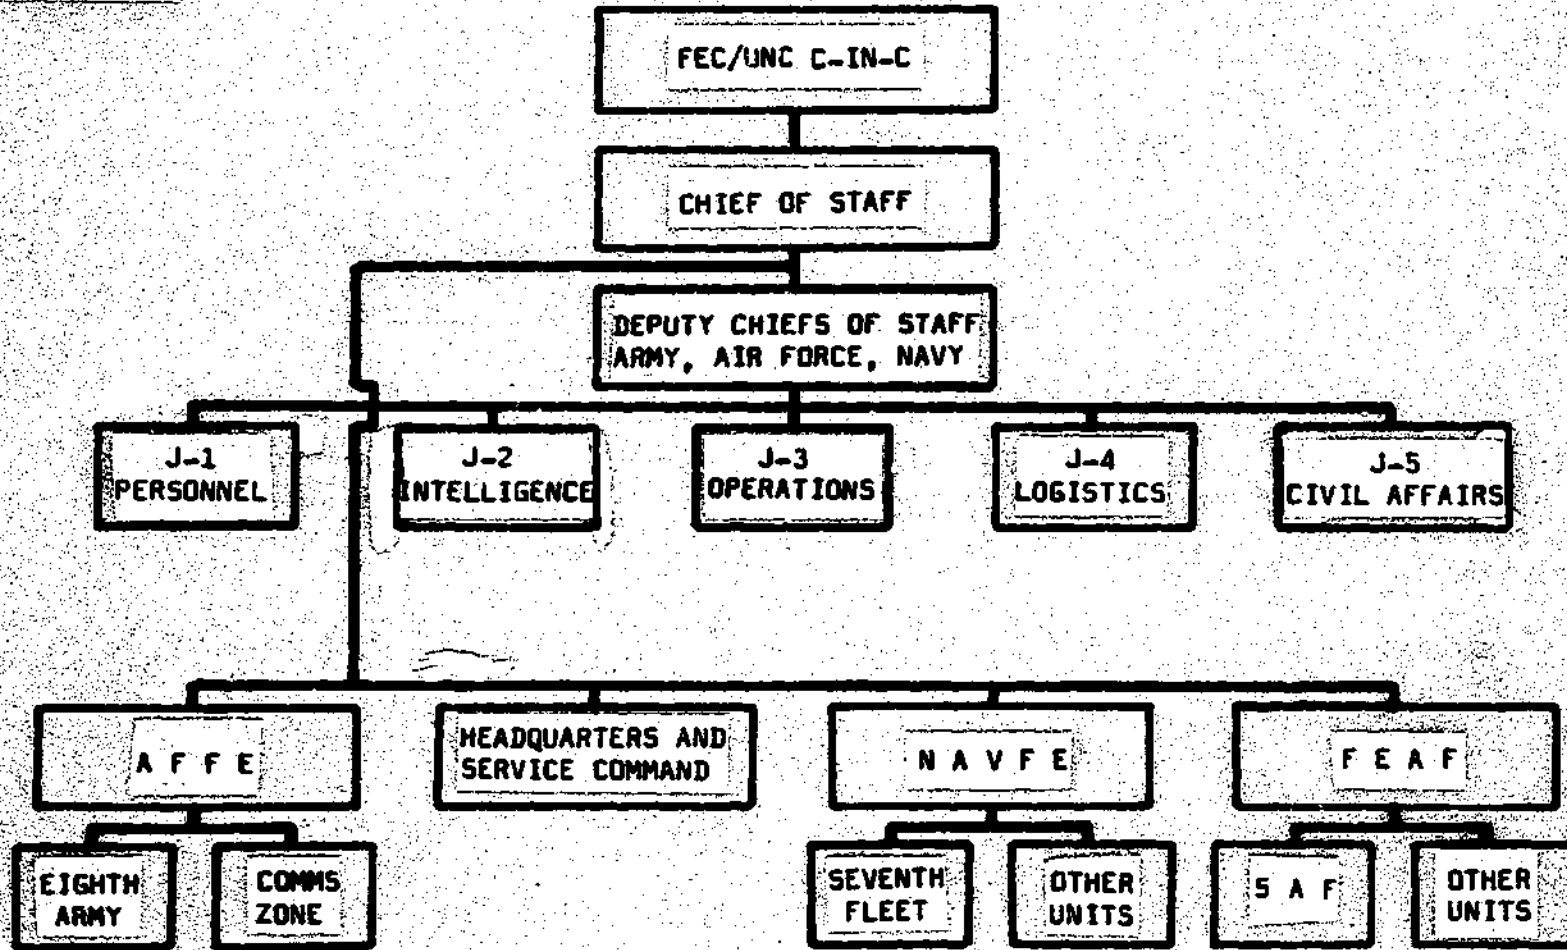 FEC/UNC C-IN-C
CHIEF OF STAFF
DEPUTY CHIEFS OF STAFF
ARMY, AIR FORCE, NAVY
J-1
PERSONNEL
J-2
INTELLIGENCE
J-3
OPERATIONS
J-4
LOGISTICS
J-5
CIVIL AFFAIRS
A F F E
HEADQUARTERS AND
SERVICE COMMAND
N A V F E
F E A F
EIGHTH
ARMY
COMMS
ZONE
SEVENTH
FLEET
OTHER
UNITS
5 A F
OTHER
UNITS